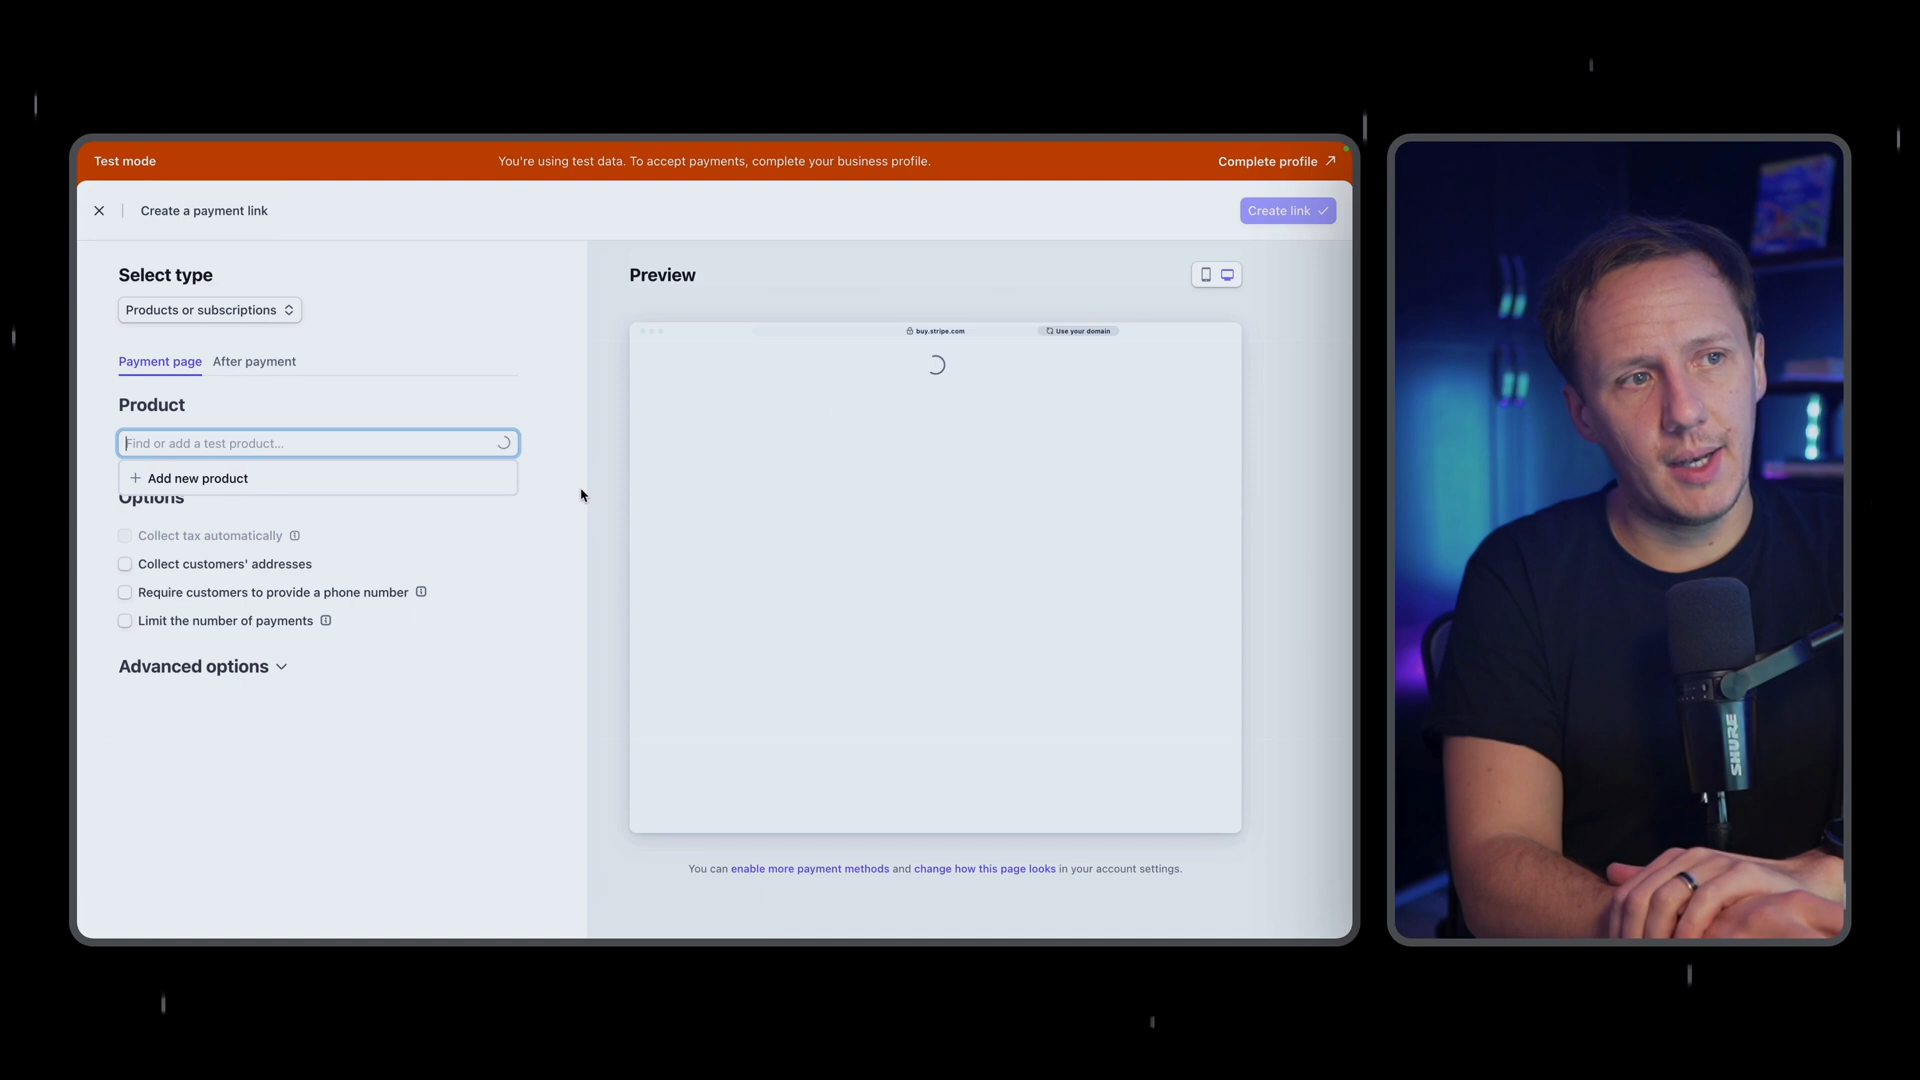 Test mode
You're using test data. To accept payments, complete your business profile.
Complete profile
Create a payment link
Create link
Select type
Products or subscriptions
Payment page
After payment
Product
Find or add a test product...
Add new product
Options
Collect tax automatically
Collect customers' addresses
Require customers to provide a phone number
Limit the number of payments
Advanced options
Preview
buy.stripe.com
Use your domain
You can enable more payment methods and change how this page looks in your account settings.
SHURE